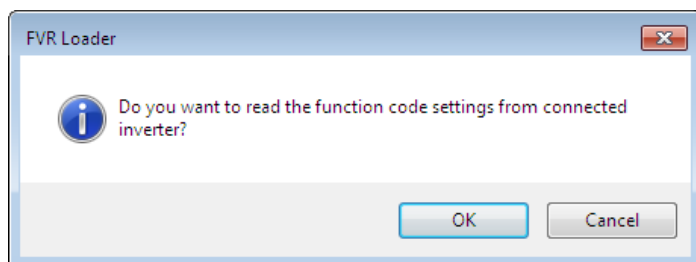 FVR Loader
Do you want to read the function code settings from connected
inverter?
OK
Cancel